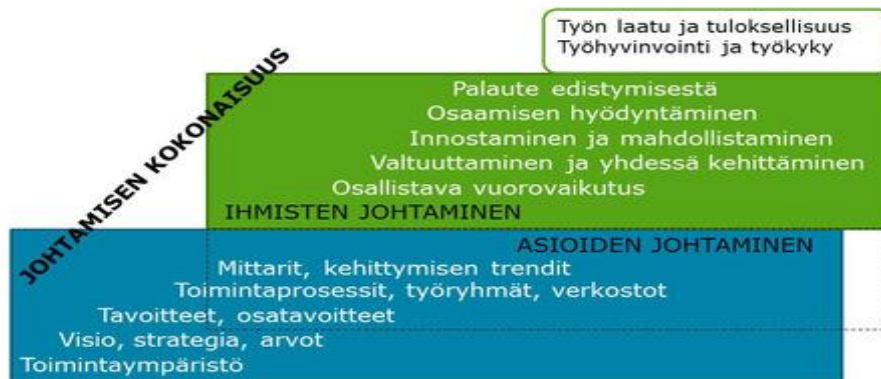 Työn laatu ja tuloksellisuus
Työhyvinvointi ja työkyky
JOHTAMISEN KOKONAISUUS
Palaute edistymisestä
Osaamisen hyödyntäminen
Innostaminen ja mahdollistaminen
Valtuuttaminen ja yhdessä kehittäminen
Osallistava vuorovaikutus
IHMISTEN JOHTAMINEN
ASIOIDEN JOHTAMINEN
Mittarit, kehittymisen trendit
Toimintaprosessit, työryhmät, verkostot
Tavoitteet, osatavoitteet
Visio, strategia, arvot
Toimintaympäristö